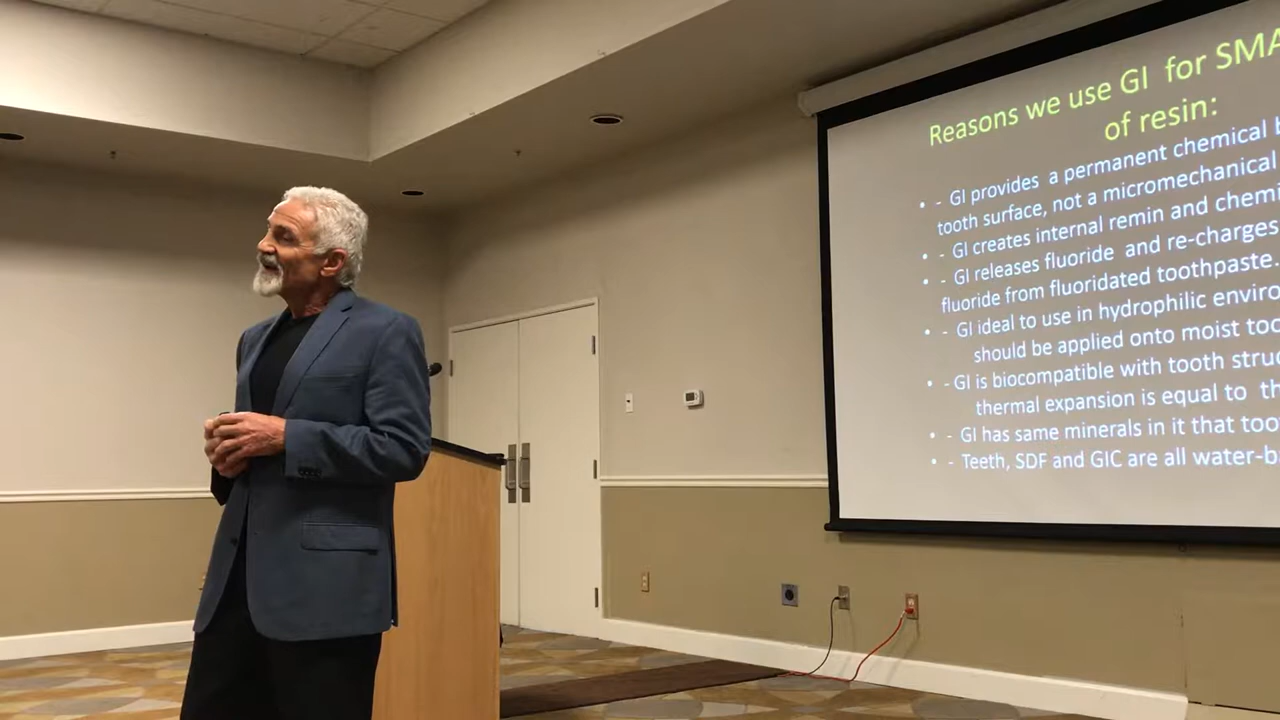 Reasons we use GI for SMA
of resin:
• - GI provides a permanent chemical b
tooth surface, not a micromechanical
• - GI creates internal remin and chemi
• - GI releases fluoride and re-charges
fluoride from fluoridated toothpaste.
• - GI ideal to use in hydrophilic enviro
should be applied onto moist too
• - GI is biocompatible with tooth struc
thermal expansion is equal to th
• - GI has same minerals in it that too
• - Teeth, SDF and GIC are all water-ba